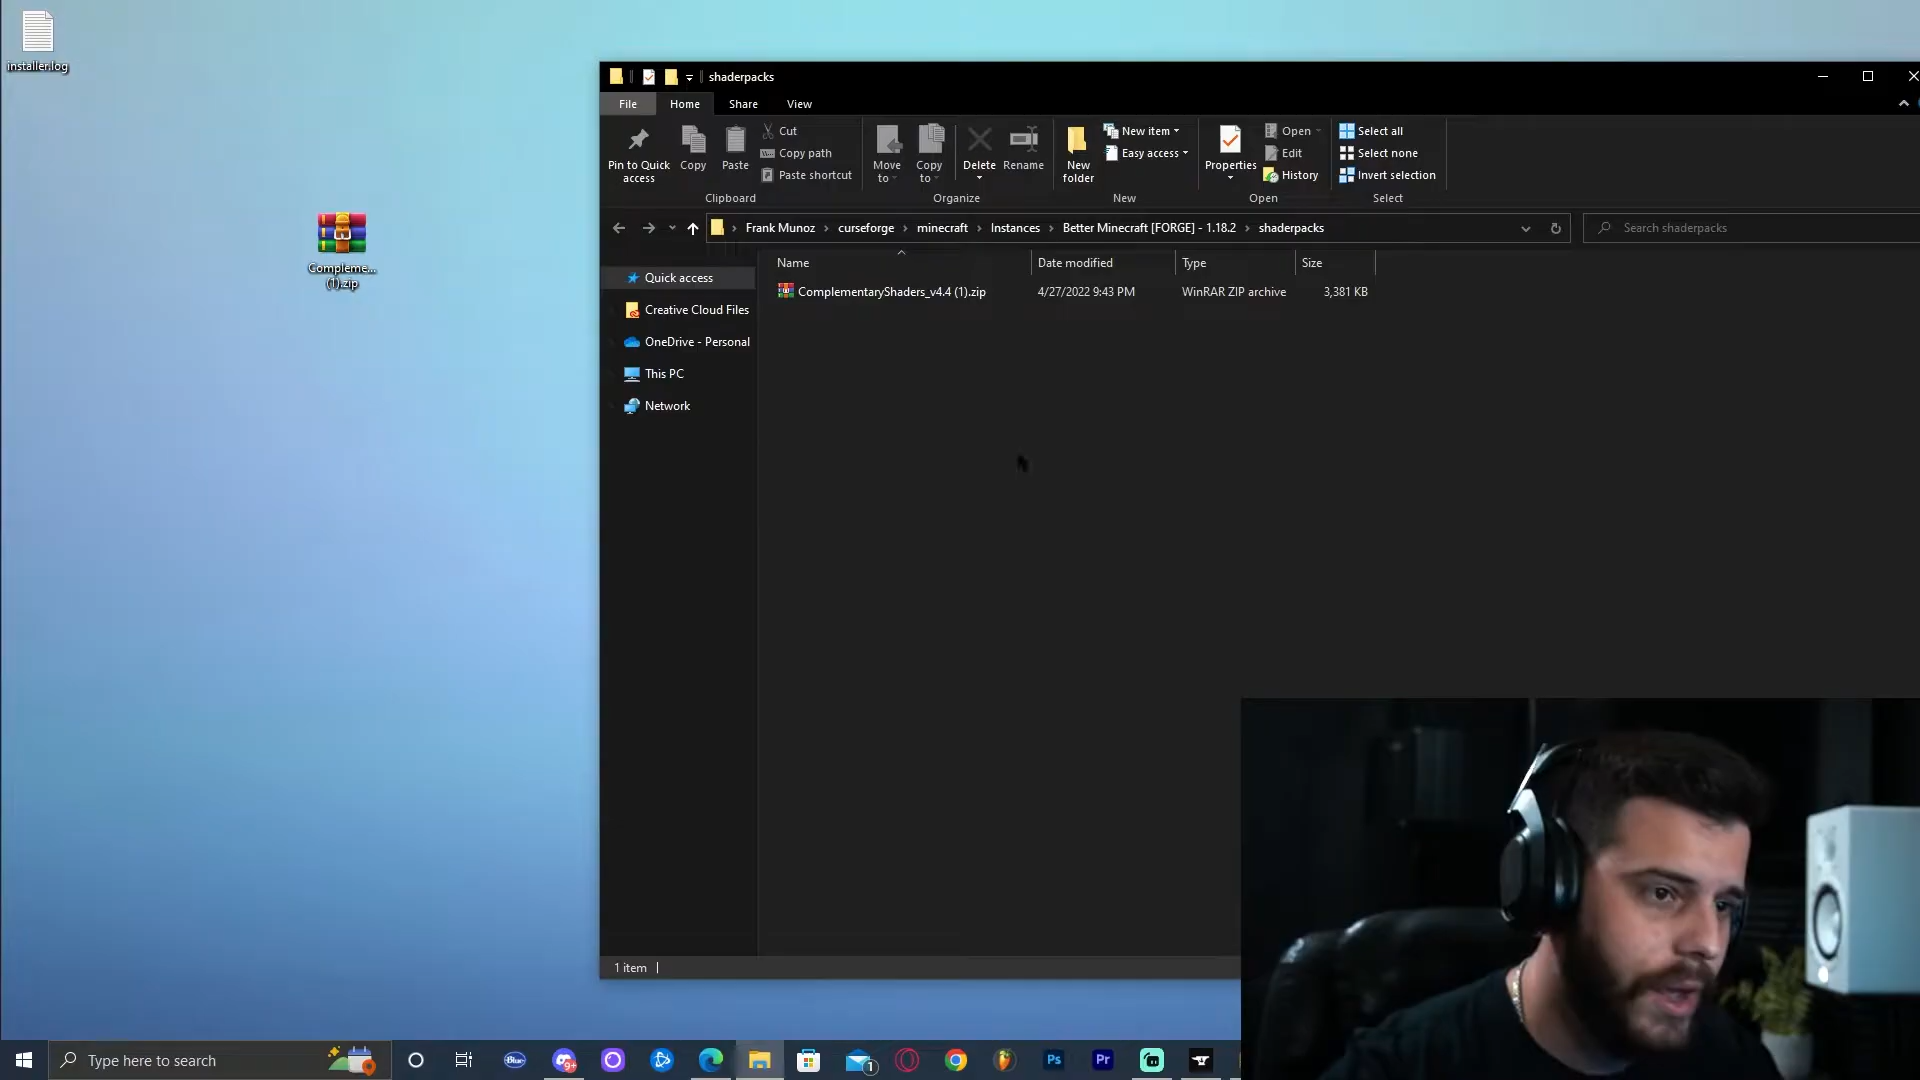 installer.log
Compleme...
(1).zip
shaderpacks
File
Home
Share
View
Pin to Quick
access
Copy
Paste
Cut
Copy path
Paste shortcut
Clipboard
Move
to
Copy
to
Delete
Rename
Organize
New
folder
New item
Easy access
New
Properties
Open
Edit
History
Open
Select all
Select none
Invert selection
Select
Frank Munoz
curseforge
minecraft
Instances
Better Minecraft [FORGE] - 1.18.2
shaderpacks
Search shaderpacks
Name
Date modified
Type
Size
ComplementaryShaders_v4.4 (1).zip
4/27/2022 9:43 PM
WinRAR ZIP archive
3,381 KB
Quick access
Creative Cloud Files
OneDrive - Personal
This PC
Network
1 item
Type here to search
Blue
9+
1
Ps
Pr